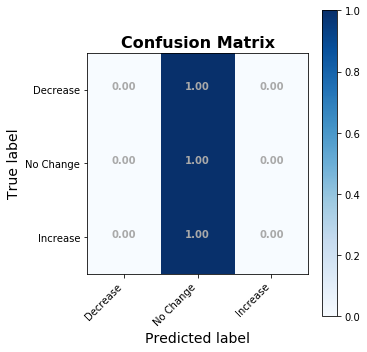 Confusion Matrix
True label
Decrease 0.00 1.00 0.00
No Change 0.00 1.00 0.00
Increase 0.00 1.00 0.00
Decrease No Change Increase
Predicted label
1.0
0.8
0.6
0.4
0.2
0.0